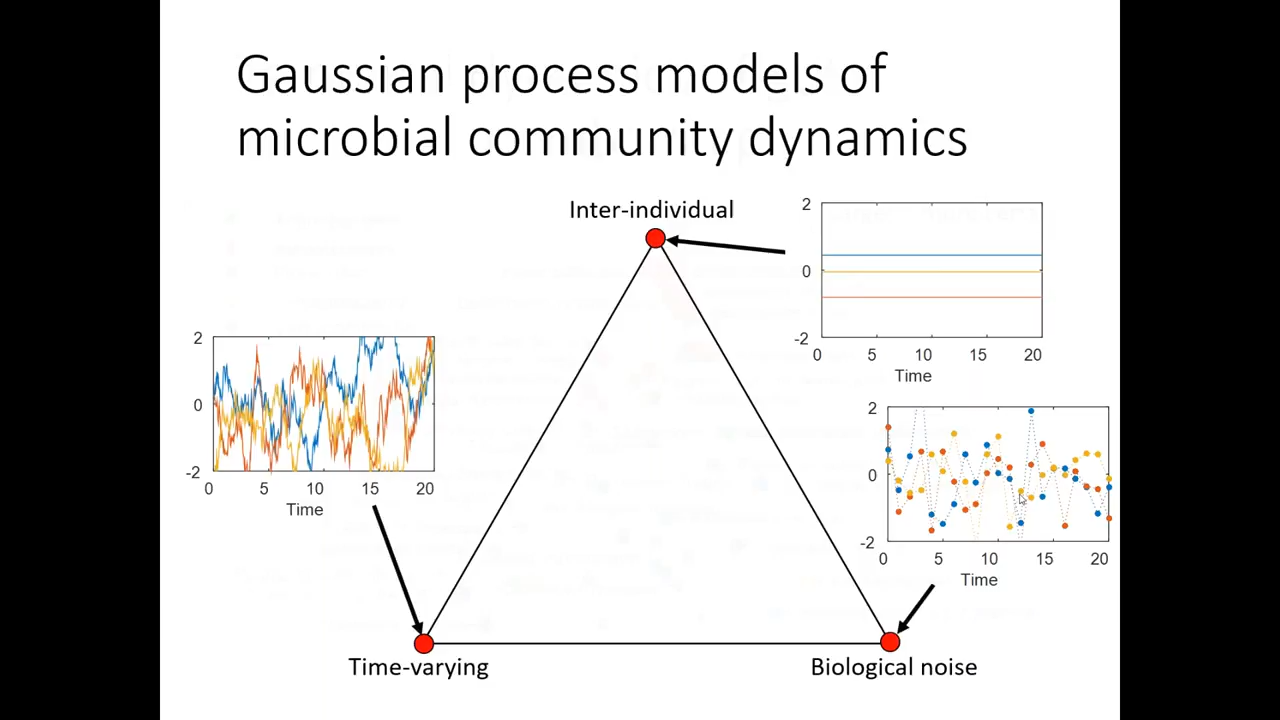 Gaussian process models of
microbial community dynamics
Inter-individual
2
0
-2
0 5 10 15 20
Time
2
0
-2
0 5 10 15 20
Time
2
0
-2
0 5 10 15 20
Time
Time-varying
Biological noise